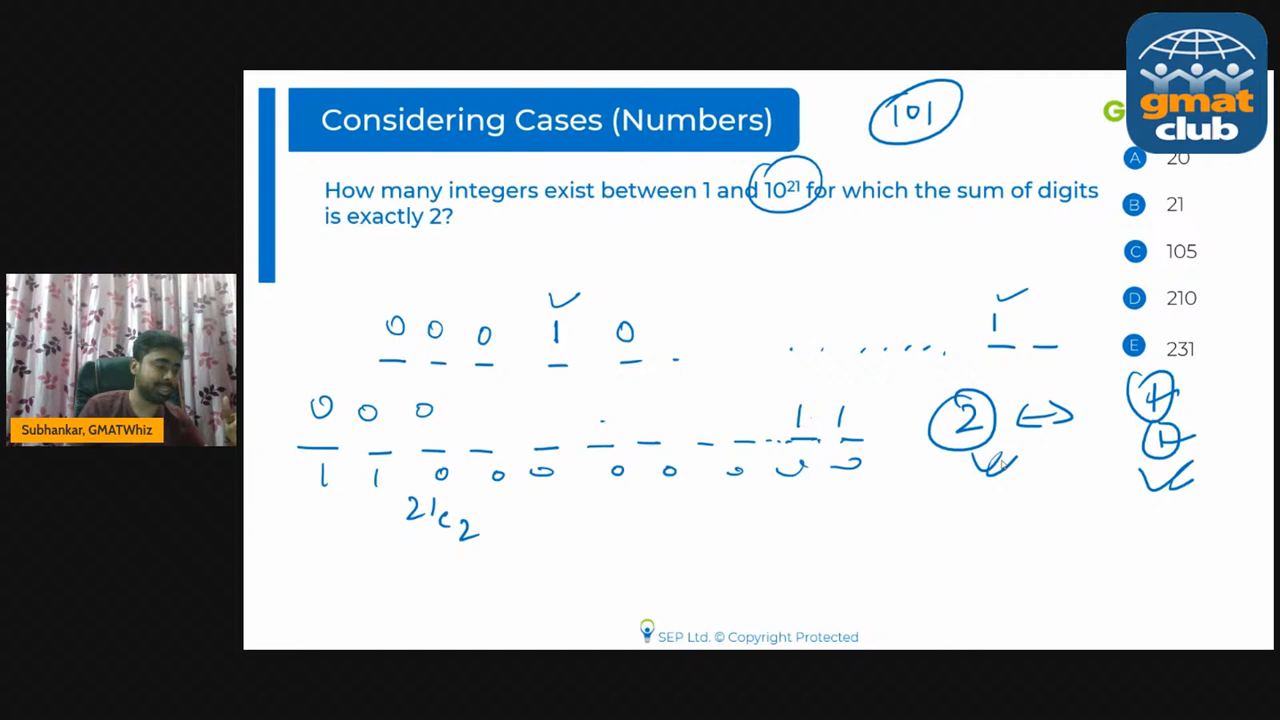 gmat
club
Considering Cases (Numbers)
101
G
How many integers exist between 1 and 10²¹ for which the sum of digits
is exactly 2?
A 20
B 21
C 105
D 210
E 231
0 0 0 1 0 1
0 0 0 1 1
2 ↔
1 1 0 0 0 0 0 0
21c2
Subhankar, GMATWhiz
SEP Ltd. © Copyright Protected